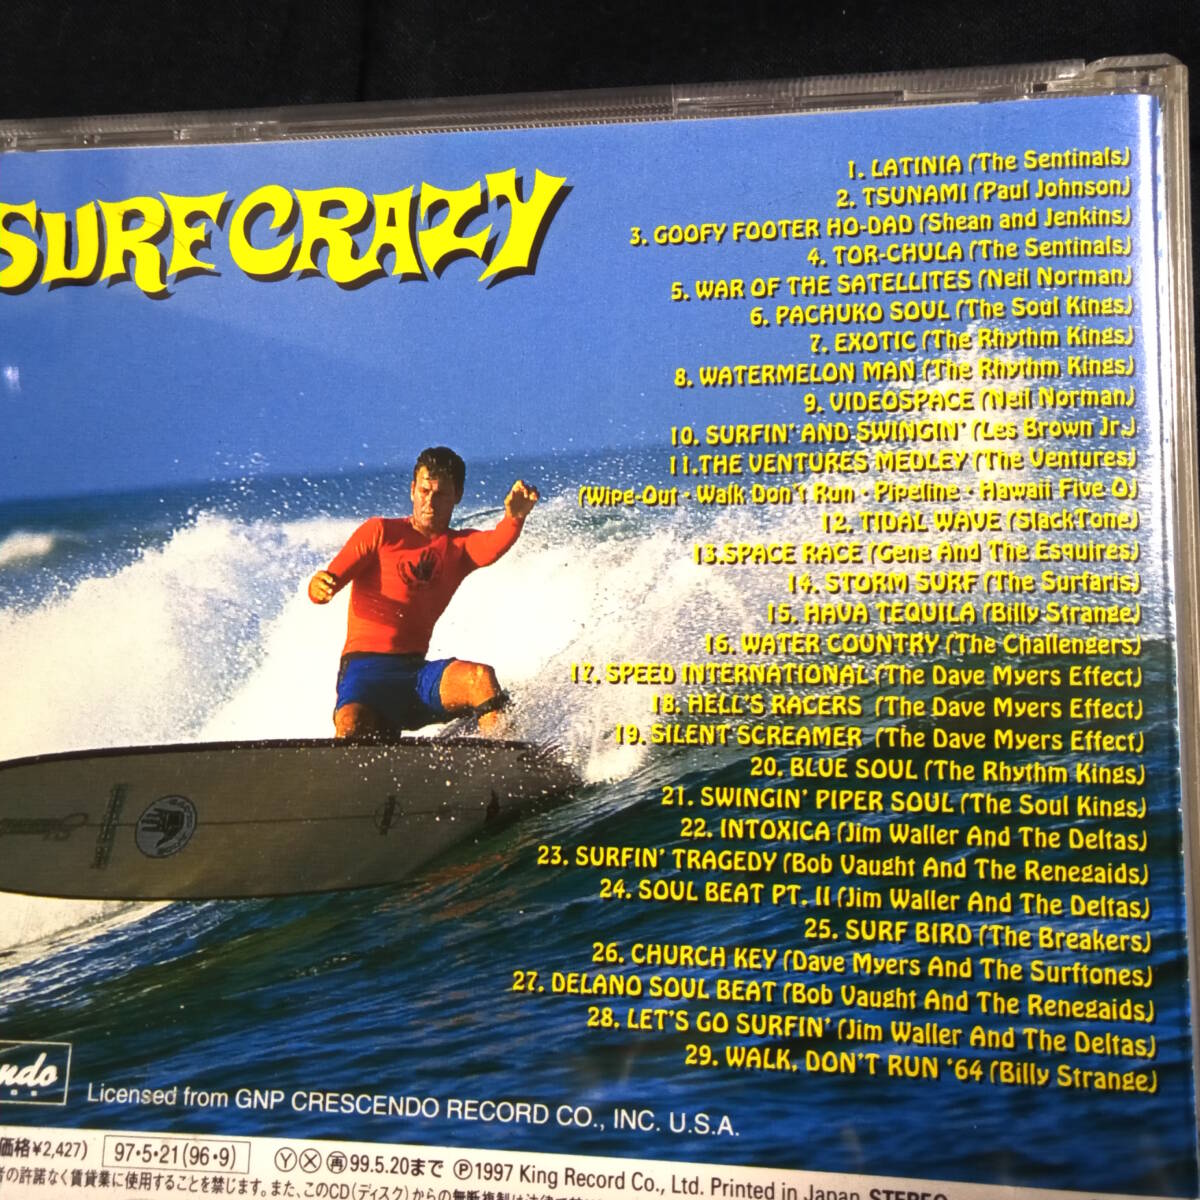 SURF CRAZY
1. LATINIA (The Sentinals)
2. TSUNAMI (Paul Johnson)
3. GOOFY FOOTER HO-DAD (Shean and Jenkins)
4. TOR-CHULA (The Sentinals)
5. WAR OF THE SATELLITES (Neil Norman)
6. PACHUKO SOUL (The Soul Kings)
7. EXOTIC (The Rhythm Kings)
8. WATERMELON MAN (The Rhythm Kings)
9. VIDEOSPACE (Neil Norman)
10. SURFIN' AND SWINGIN' (Les Brown Jr.)
11. THE VENTURES MEDLEY (The Ventures)
(Wipe-Out · Walk Don't Run · Pipeline · Hawaii Five O)
12. TIDAL WAVE (SlackTone)
13. SPACE RACE (Gene And The Esquires)
14. STORM SURF (The Surfaris)
15. HAVA TEQUILA (Billy Strange)
16. WATER COUNTRY (The Challengers)
17. SPEED INTERNATIONAL (The Dave Myers Effect)
18. HELL'S RACERS (The Dave Myers Effect)
19. SILENT SCREAMER (The Dave Myers Effect)
20. BLUE SOUL (The Rhythm Kings)
21. SWINGIN' PIPER SOUL (The Soul Kings)
22. INTOXICA (Jim Waller And The Deltas)
23. SURFIN' TRAGEDY (Bob Vaught And The Renegaids)
24. SOUL BEAT PT. II (Jim Waller And The Deltas)
25. SURF BIRD (The Breakers)
26. CHURCH KEY (Dave Myers And The Surftones)
27. DELANO SOUL BEAT (Bob Vaught And The Renegaids)
28. LET'S GO SURFIN' (Jim Waller And The Deltas)
29. WALK, DON'T RUN '64 (Billy Strange)
ndo
Licensed from GNP CRESCENDO RECORD CO., INC. U.S.A.
価格¥2,427) 97·5·21(96·9) Ⓨ Ⓧ 再 99.5.20まで Ⓟ1997 King Record Co., Ltd. Printed in Japan STEREO
の許諾なく賃貸業に使用することを禁じます。また、このCD(ディスク)からの無断複製は法律で